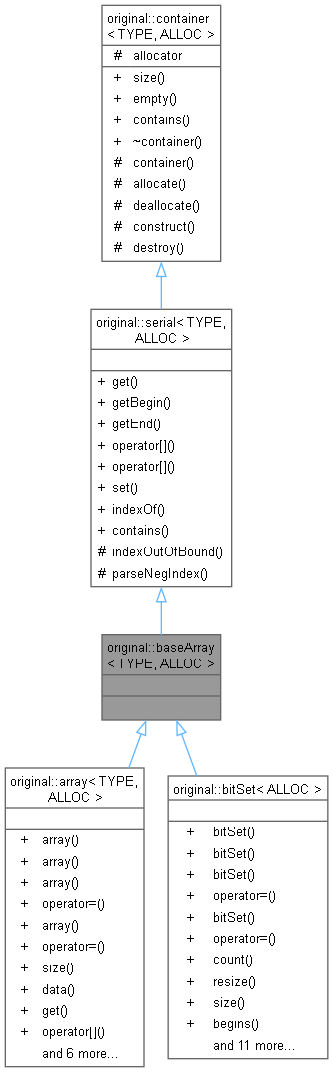 original::container
< TYPE, ALLOC >
# allocator
+ size()
+ empty()
+ contains()
+ ~container()
# container()
# allocate()
# deallocate()
# construct()
# destroy()
original::serial< TYPE,
ALLOC >
+ get()
+ getBegin()
+ getEnd()
+ operator[]()
+ operator[]()
+ set()
+ indexOf()
+ contains()
# indexOutOfBound()
# parseNegIndex()
original::baseArray
< TYPE, ALLOC >
original::array< TYPE,
ALLOC >
+ array()
+ array()
+ array()
+ operator=()
+ array()
+ operator=()
+ size()
+ data()
+ get()
+ operator[]()
and 6 more...
original::bitSet< ALLOC >
+ bitSet()
+ bitSet()
+ bitSet()
+ operator=()
+ bitSet()
+ operator=()
+ count()
+ resize()
+ size()
+ begins()
and 11 more...